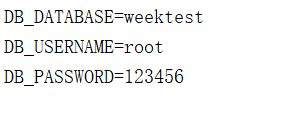 DB_DATABASE=weektest
DB_USERNAME=root
DB_PASSWORD=123456